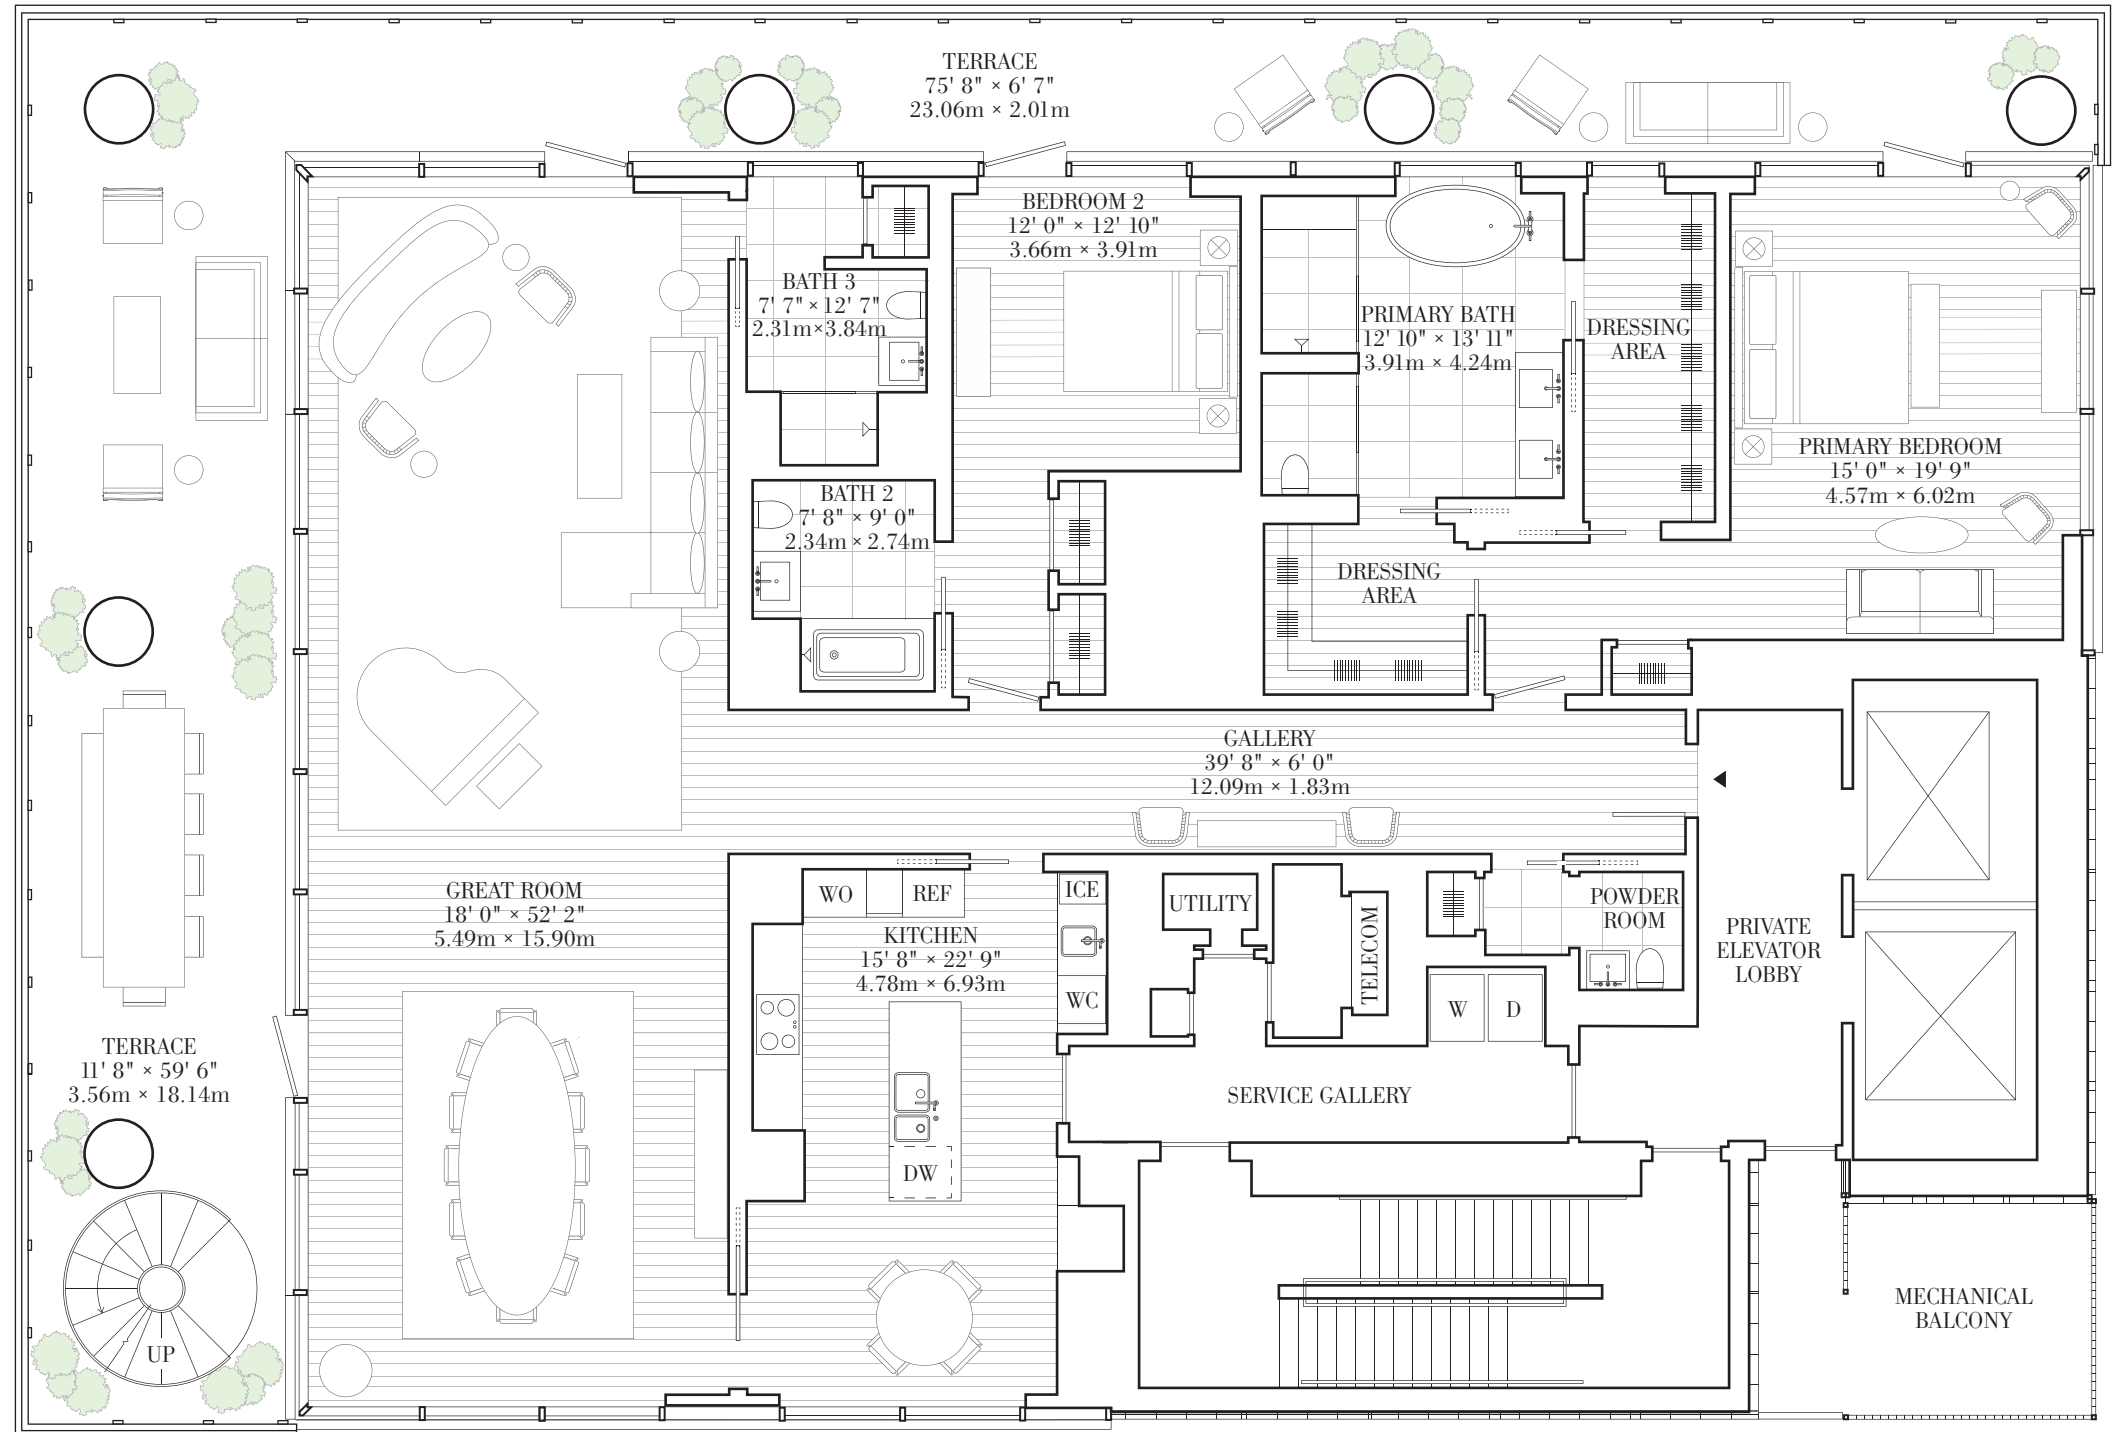 TERRACE
75' 8" × 6' 7"
23.06m × 2.01m
BEDROOM 2
12' 0" × 12' 10"
3.66m × 3.91m
BATH 3
7' 7" × 12' 7"
2.31m×3.84m
PRIMARY BATH
12' 10" × 13' 11"
3.91m × 4.24m
DRESSING
AREA
PRIMARY BEDROOM
15' 0" × 19' 9"
4.57m × 6.02m
BATH 2
7' 8" × 9' 0"
2.34m × 2.74m
DRESSING
AREA
GALLERY
39' 8" × 6' 0"
12.09m × 1.83m
GREAT ROOM
18' 0" × 52' 2"
5.49m × 15.90m
WO
REF
ICE
KITCHEN
15' 8" × 22' 9"
4.78m × 6.93m
WC
UTILITY
TELECOM
POWDER
ROOM
W
D
PRIVATE
ELEVATOR
LOBBY
TERRACE
11' 8" × 59' 6"
3.56m × 18.14m
SERVICE GALLERY
DW
UP
MECHANICAL
BALCONY